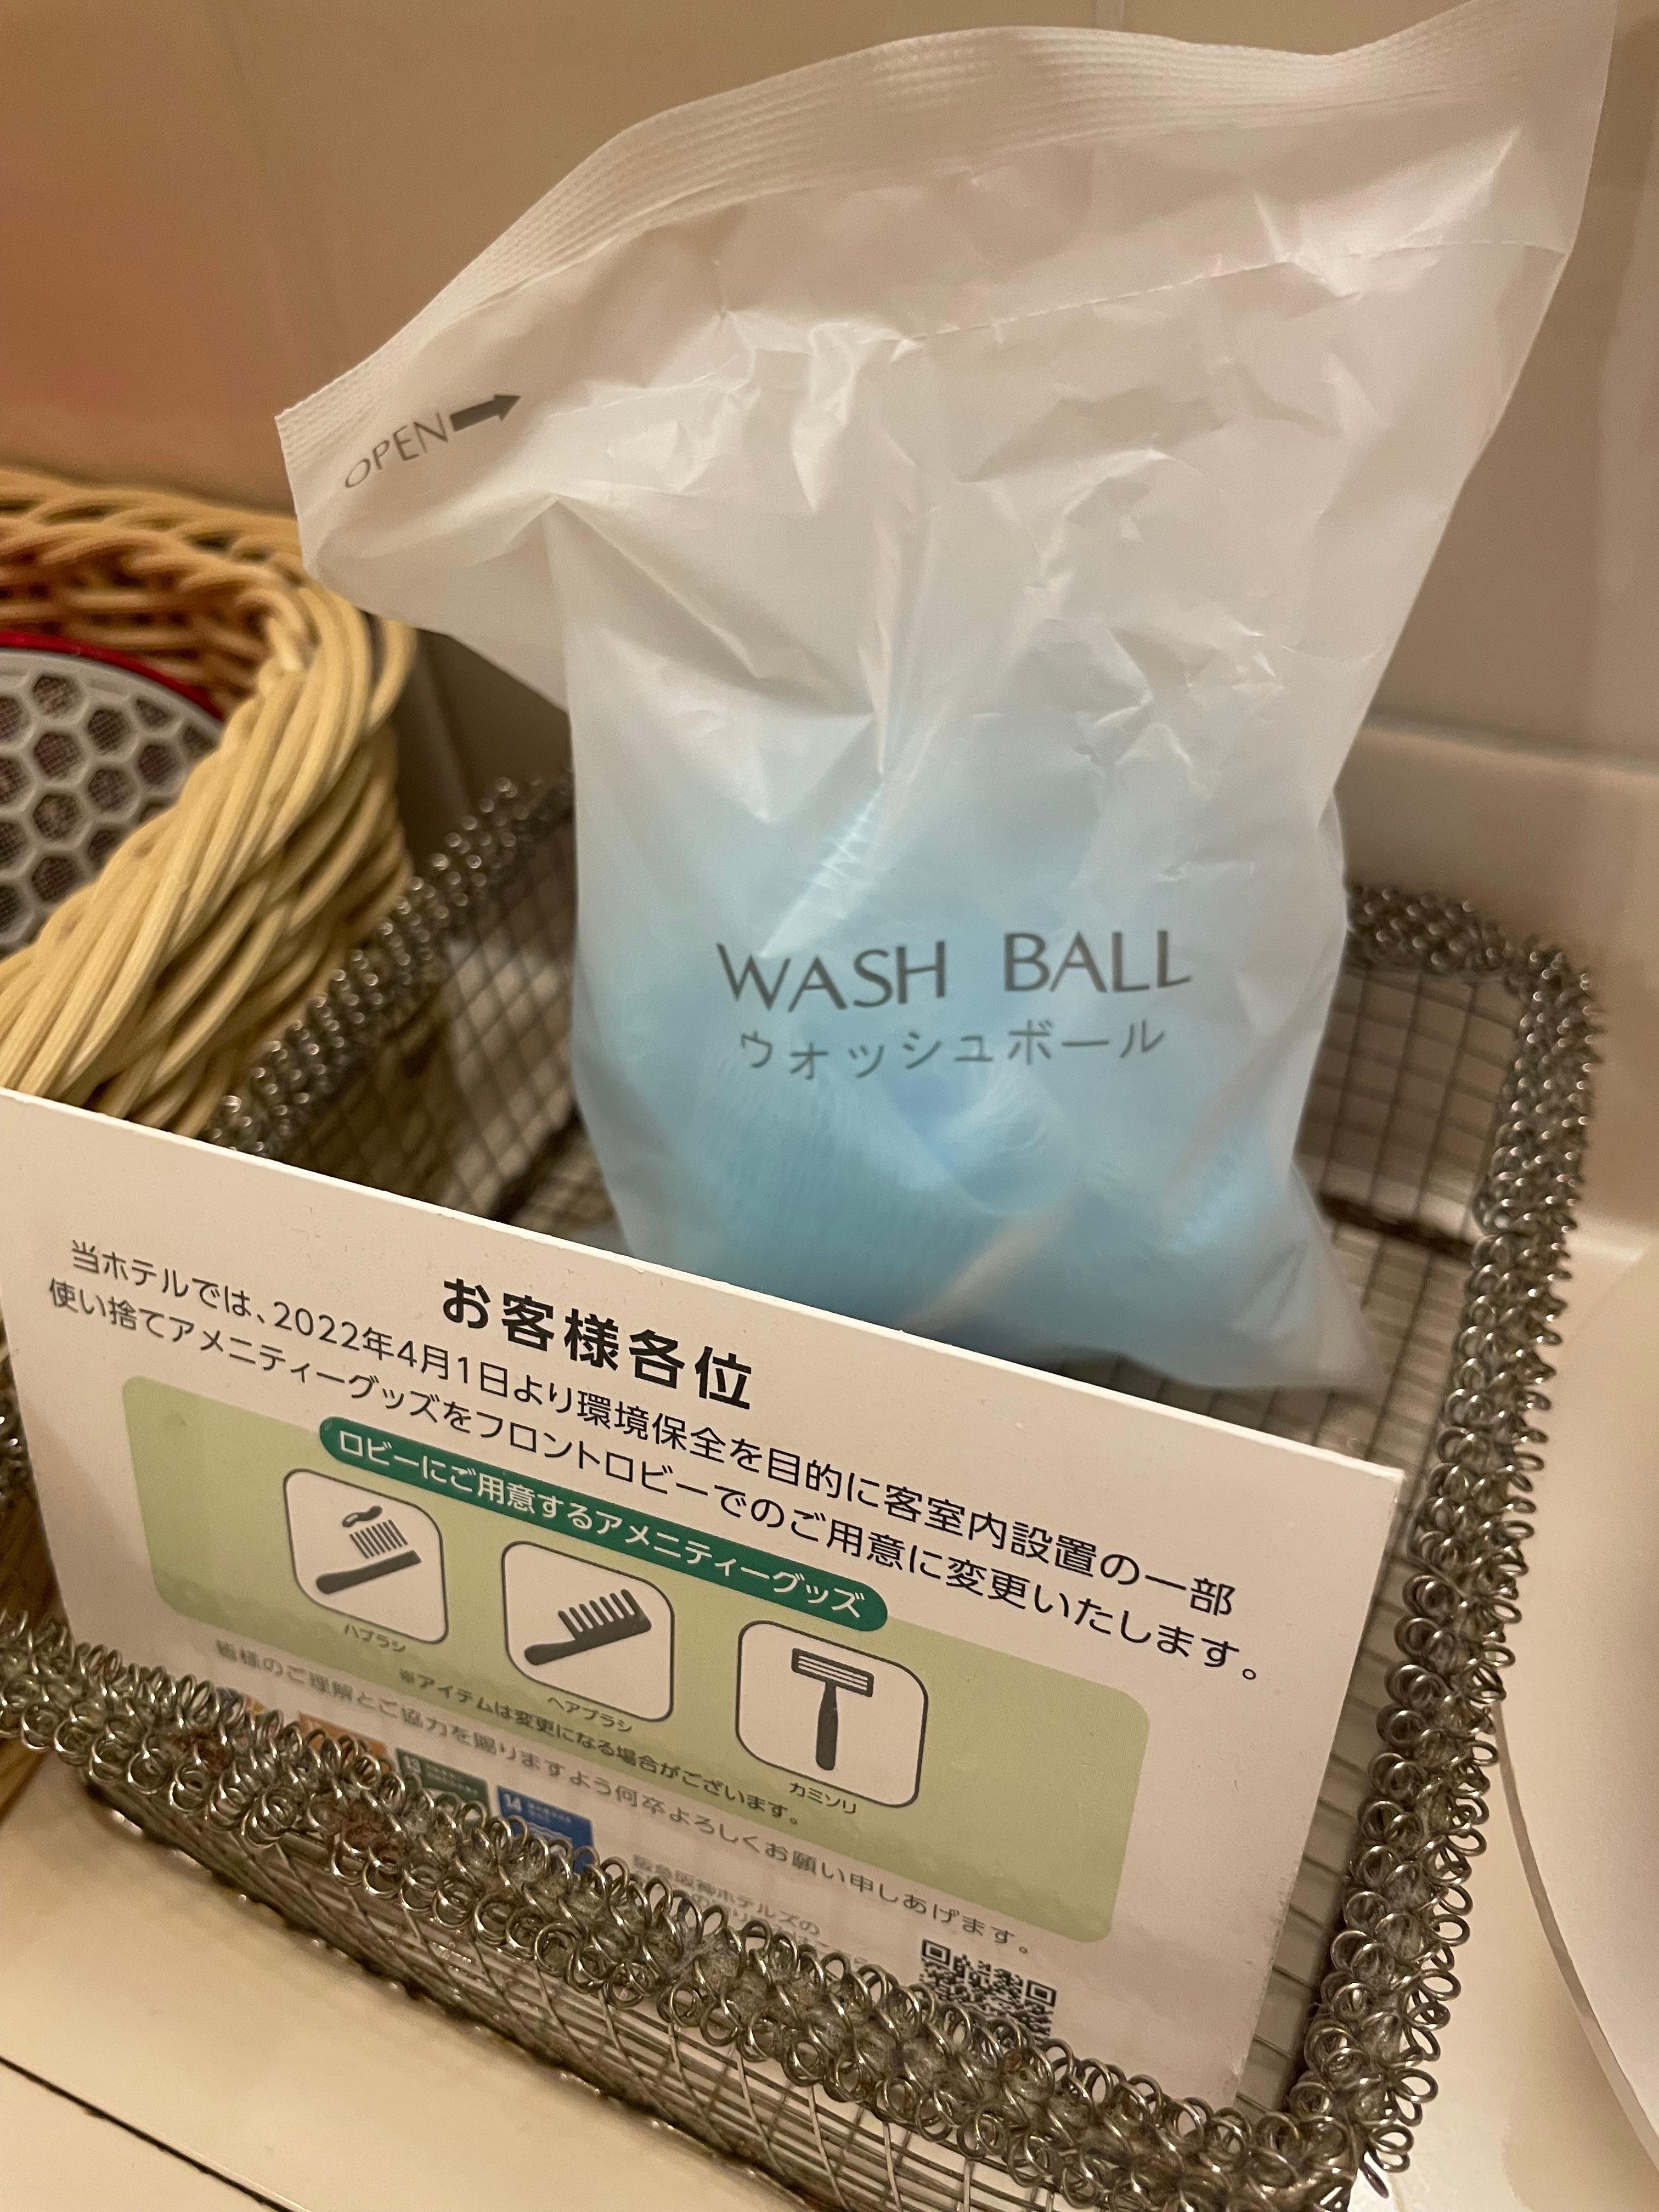 OPEN
WASH BALL
ウォッシュボール
お客様各位
当ホテルでは、2022年4月1日より環境保全を目的に客室内設置の一部
使い捨てアメニティーグッズをフロントロビーでのご用意に変更いたします。
ロビーにご用意するアメニティーグッズ
ハブラシ
ヘアブラシ
カミソリ
※アイテムは変更になる場合がございます。
皆様のご理解とご協力を賜りますよう何卒よろしくお願い申しあげます。
13
14
阪急阪神ホテルズの